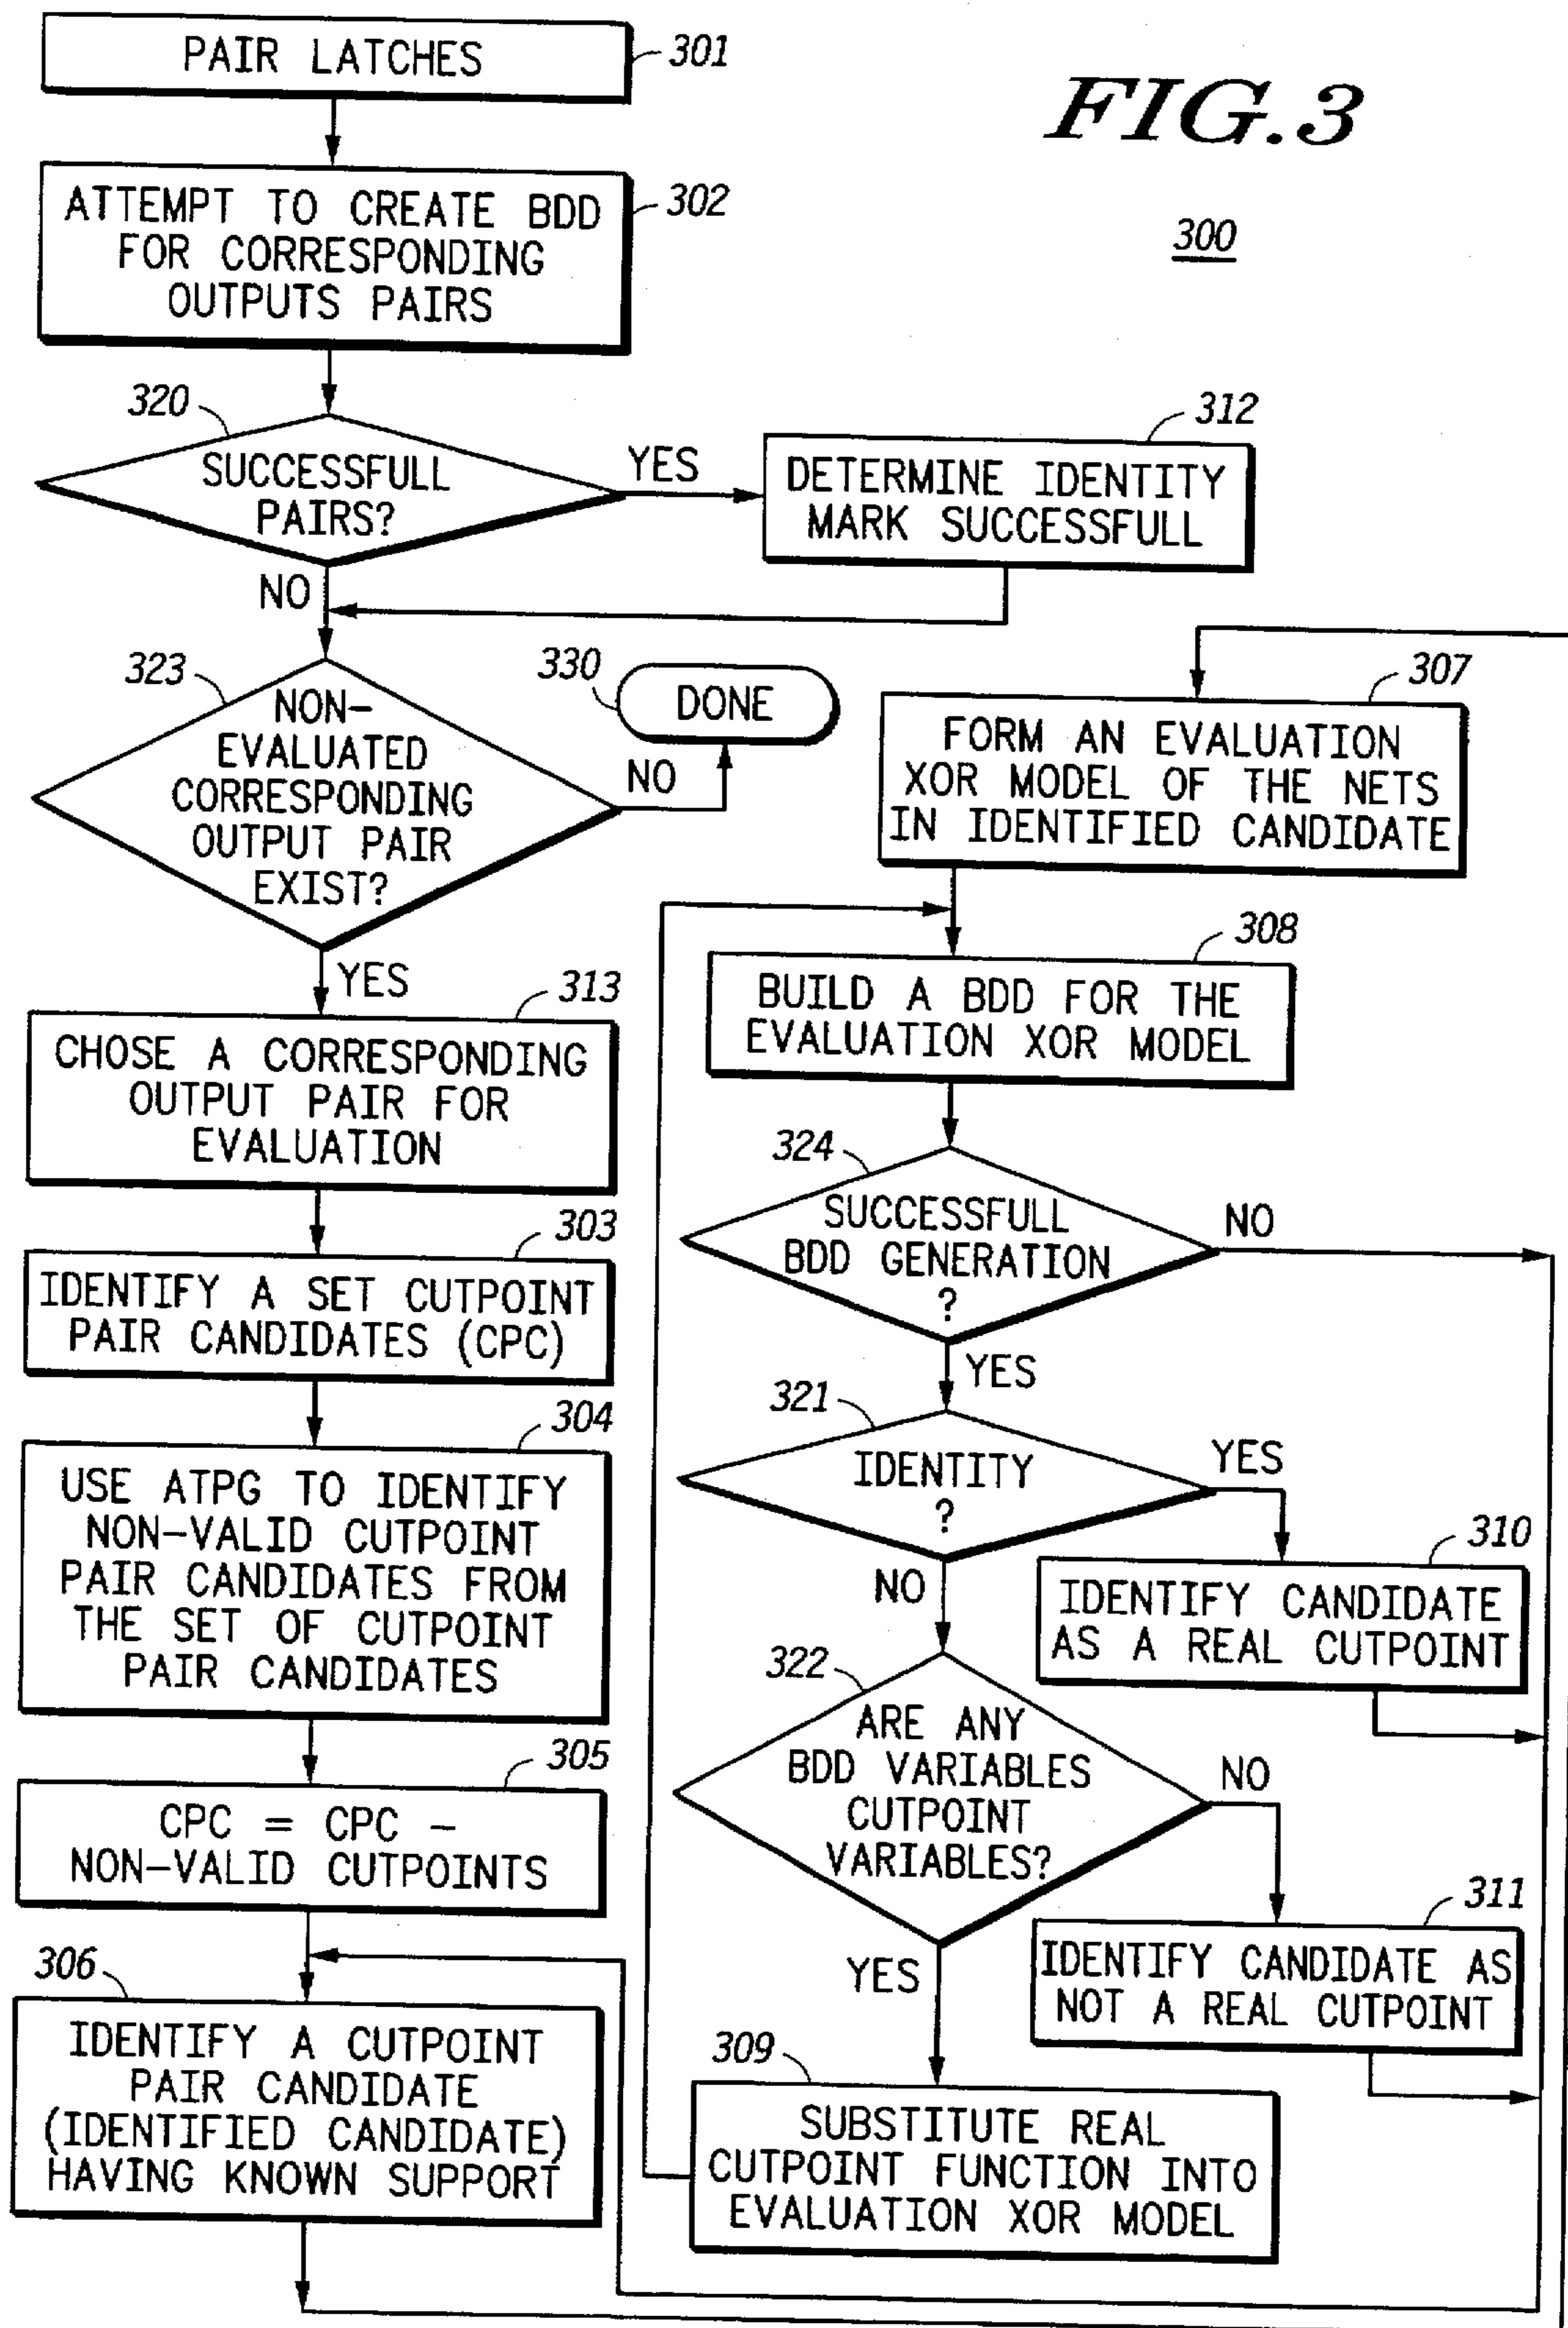 PAIR LATCHES
301
FIG.3
300
ATTEMPT TO CREATE BDD
FOR CORRESPONDING
OUTPUTS PAIRS
302
320
SUCCESSFULL
PAIRS?
YES
NO
312
DETERMINE IDENTITY
MARK SUCCESSFULL
323
NON-
EVALUATED
CORRESPONDING
OUTPUT PAIR
EXIST?
NO
YES
330
DONE
313
CHOSE A CORRESPONDING
OUTPUT PAIR FOR
EVALUATION
303
IDENTIFY A SET CUTPOINT
PAIR CANDIDATES (CPC)
304
USE ATPG TO IDENTIFY
NON-VALID CUTPOINT
PAIR CANDIDATES FROM
THE SET OF CUTPOINT
PAIR CANDIDATES
305
CPC = CPC -
NON-VALID CUTPOINTS
306
IDENTIFY A CUTPOINT
PAIR CANDIDATE
(IDENTIFIED CANDIDATE)
HAVING KNOWN SUPPORT
307
FORM AN EVALUATION
XOR MODEL OF THE NETS
IN IDENTIFIED CANDIDATE
308
BUILD A BDD FOR THE
EVALUATION XOR MODEL
324
SUCCESSFULL
BDD GENERATION
?
NO
YES
321
IDENTITY
?
YES
NO
310
IDENTIFY CANDIDATE
AS A REAL CUTPOINT
322
ARE ANY
BDD VARIABLES
CUTPOINT
VARIABLES?
NO
YES
311
IDENTIFY CANDIDATE AS
NOT A REAL CUTPOINT
309
SUBSTITUTE REAL
CUTPOINT FUNCTION INTO
EVALUATION XOR MODEL